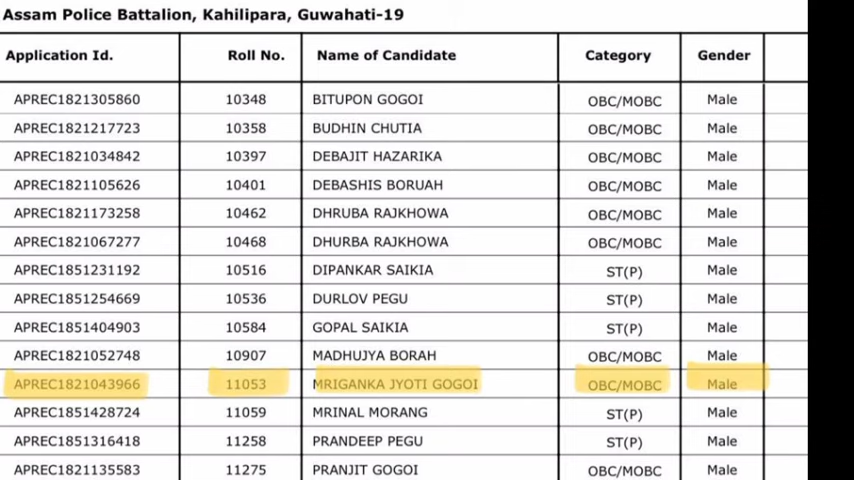 Assam Police Battalion, Kahilipara, Guwahati-19
Application Id. Roll No. Name of Candidate Category Gender
APREC1821305860 10348 BITUPON GOGOI OBC/MOBC Male
APREC1821217723 10358 BUDHIN CHUTIA OBC/MOBC Male
APREC1821034842 10397 DEBAJIT HAZARIKA OBC/MOBC Male
APREC1821105626 10401 DEBASHIS BORUAH OBC/MOBC Male
APREC1821173258 10462 DHRUBA RAJKHOWA OBC/MOBC Male
APREC1821067277 10468 DHURBA RAJKHOWA OBC/MOBC Male
APREC1851231192 10516 DIPANKAR SAIKIA ST(P) Male
APREC1851254669 10536 DURLOV PEGU ST(P) Male
APREC1851404903 10584 GOPAL SAIKIA ST(P) Male
APREC1821052748 10907 MADHUJYA BORAH OBC/MOBC Male
APREC1821043966 11053 MRIGANKA JYOTI GOGOI OBC/MOBC Male
APREC1851428724 11059 MRINAL MORANG ST(P) Male
APREC1851316418 11258 PRANDEEP PEGU ST(P) Male
APREC1821135583 11275 PRANJIT GOGOI OBC/MOBC Male